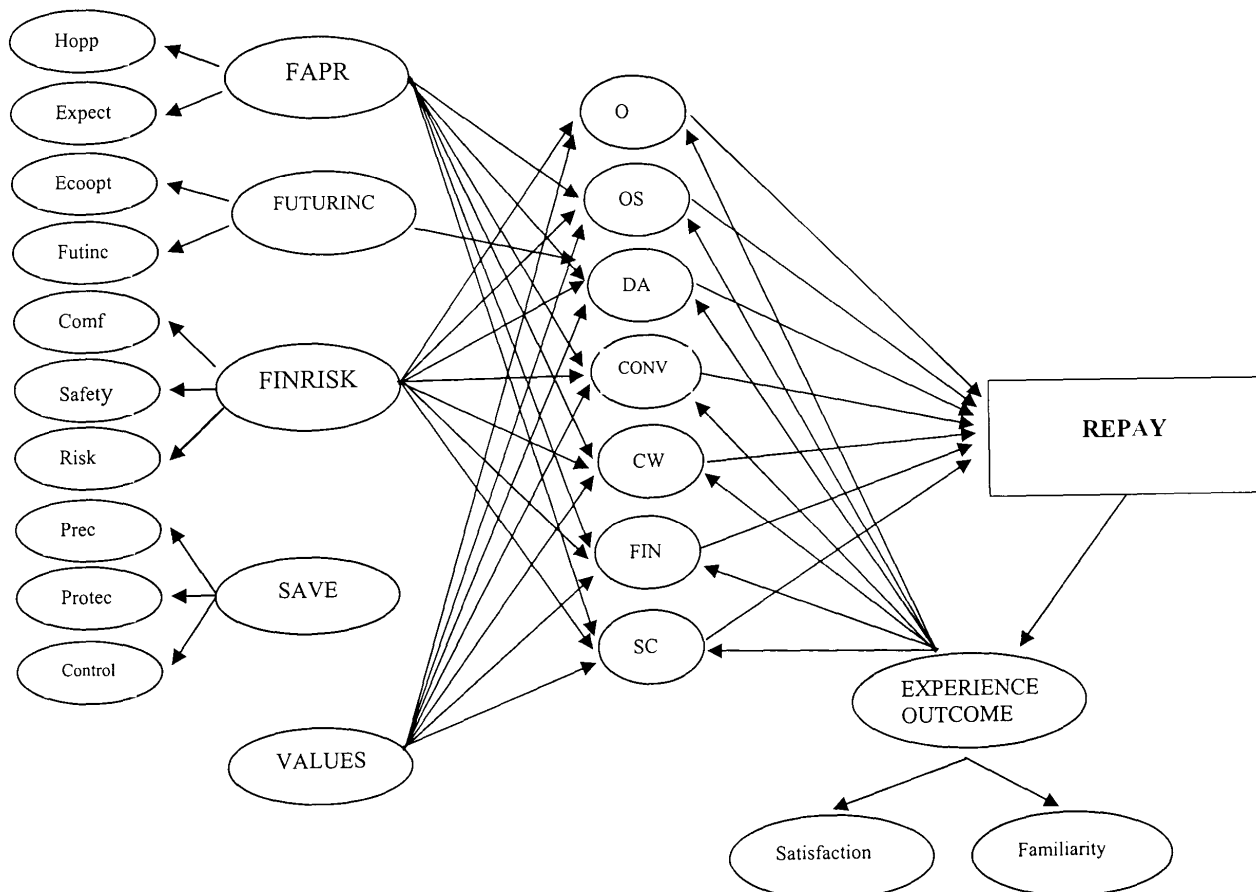 Hopp
Expect
Ecoopt
Futinc
Comf
Safety
Risk
Prec
Protec
Control
FAPR
FUTURINC
FINRISK
SAVE
VALUES
O
OS
DA
CONV
CW
FIN
SC
REPAY
EXPERIENCE
OUTCOME
Satisfaction
Familiarity